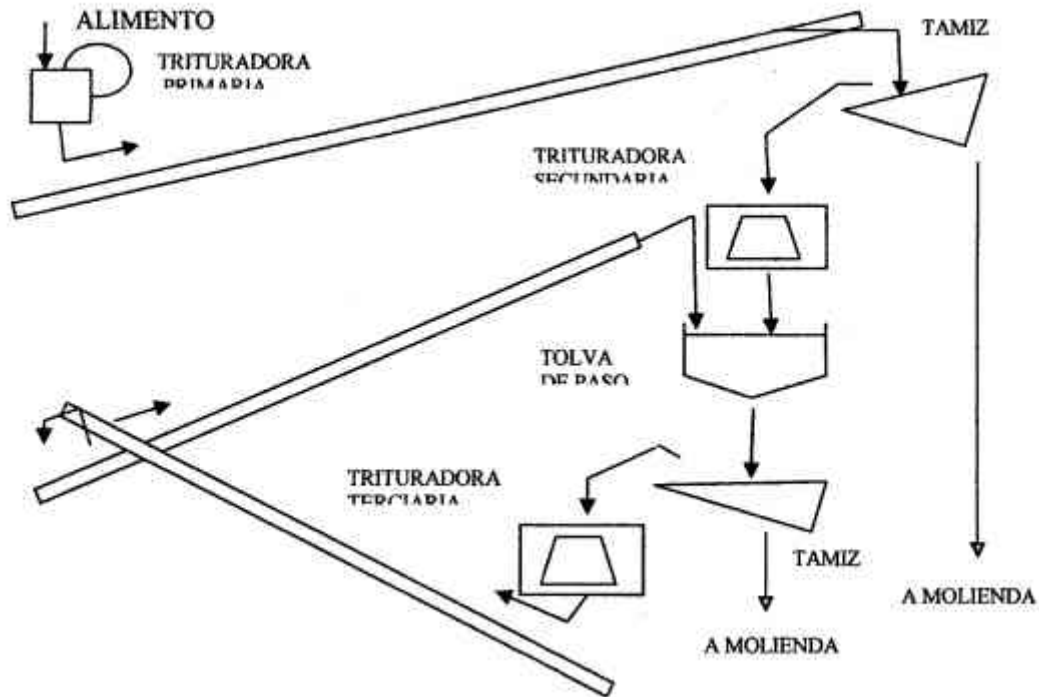 ALIMENTO
TRITURADORA
PRIMARIA
TAMIZ
TRITURADORA
SECUNDARIA
TOLVA
DE PASO
TRITURADORA
TERCIARIA
TAMIZ
A MOLIENDA
A MOLIENDA